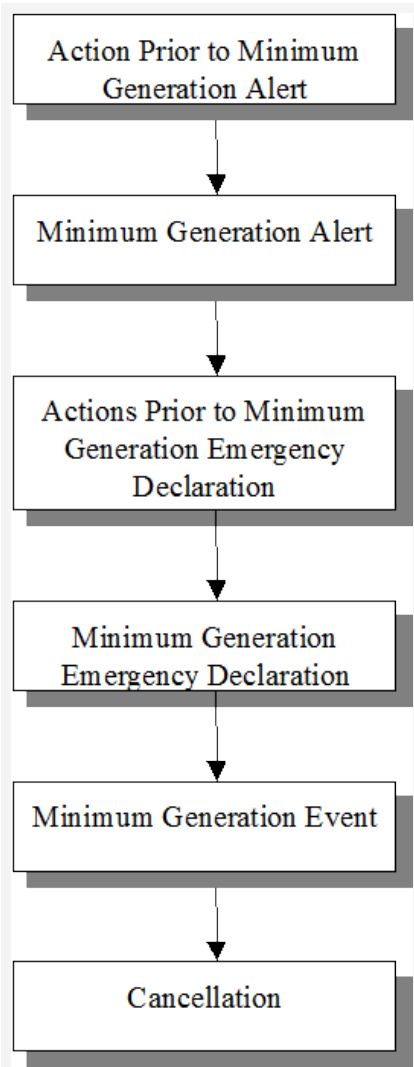 Action Prior to Minimum
Generation Alert
Minimum Generation Alert
Actions Prior to Minimum
Generation Emergency
Declaration
Minimum Generation
Emergency Declaration
Minimum Generation Event
Cancellation